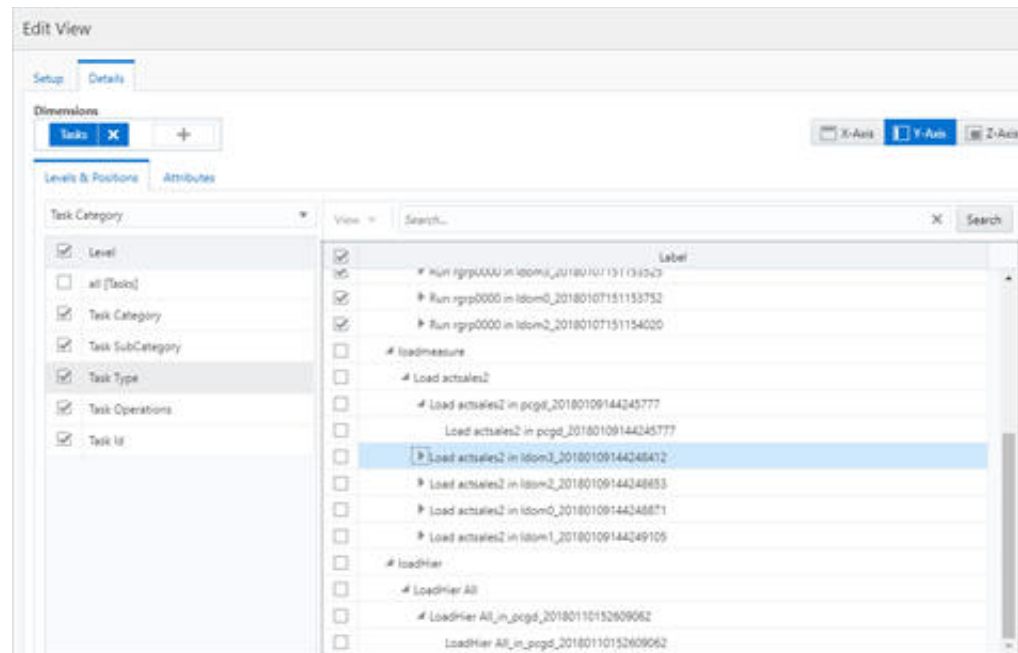 Edit View
Setup Details
Dimensions
Tasks X +
X-Axis Y-Axis Z-Axis
Levels & Positions Attributes
Task Category View Search... X Search
Level
all [Tasks]
Task Category
Task SubCategory
Task Type
Task Operations
Task Id
Label
Run rgrp0000 in ldom0_20180107151153752
Run rgrp0000 in ldom2_20180107151154020
loadmeasure
Load actsales2
Load actsales2 in pcgd_20180109144245777
Load actsales2 in pcgd_20180109144245777
Load actsales2 in ldom3_20180109144248412
Load actsales2 in ldom2_20180109144248653
Load actsales2 in ldom0_20180109144248871
Load actsales2 in ldom1_20180109144249105
loadHier
LoadHier All
LoadHier All_in_pcgd_20180110152609062
LoadHier All_in_pcgd_20180110152609062